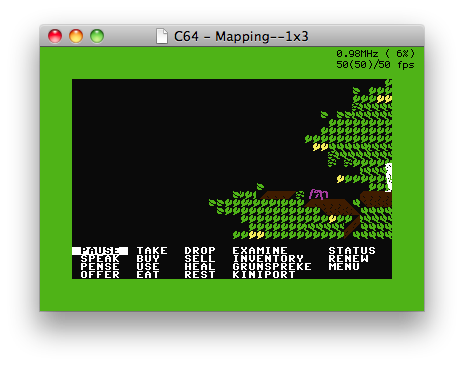 C64 - Mapping--1x3
0.98MHz ( 6%)
50(50)/50 fps
PAUSE TAKE DROP EXAMINE STATUS
SPEAK BUY SELL INVENTORY RENEW
PENSE USE HEAL GRUNSPREKE MENU
OFFER EAT REST KINIPORT